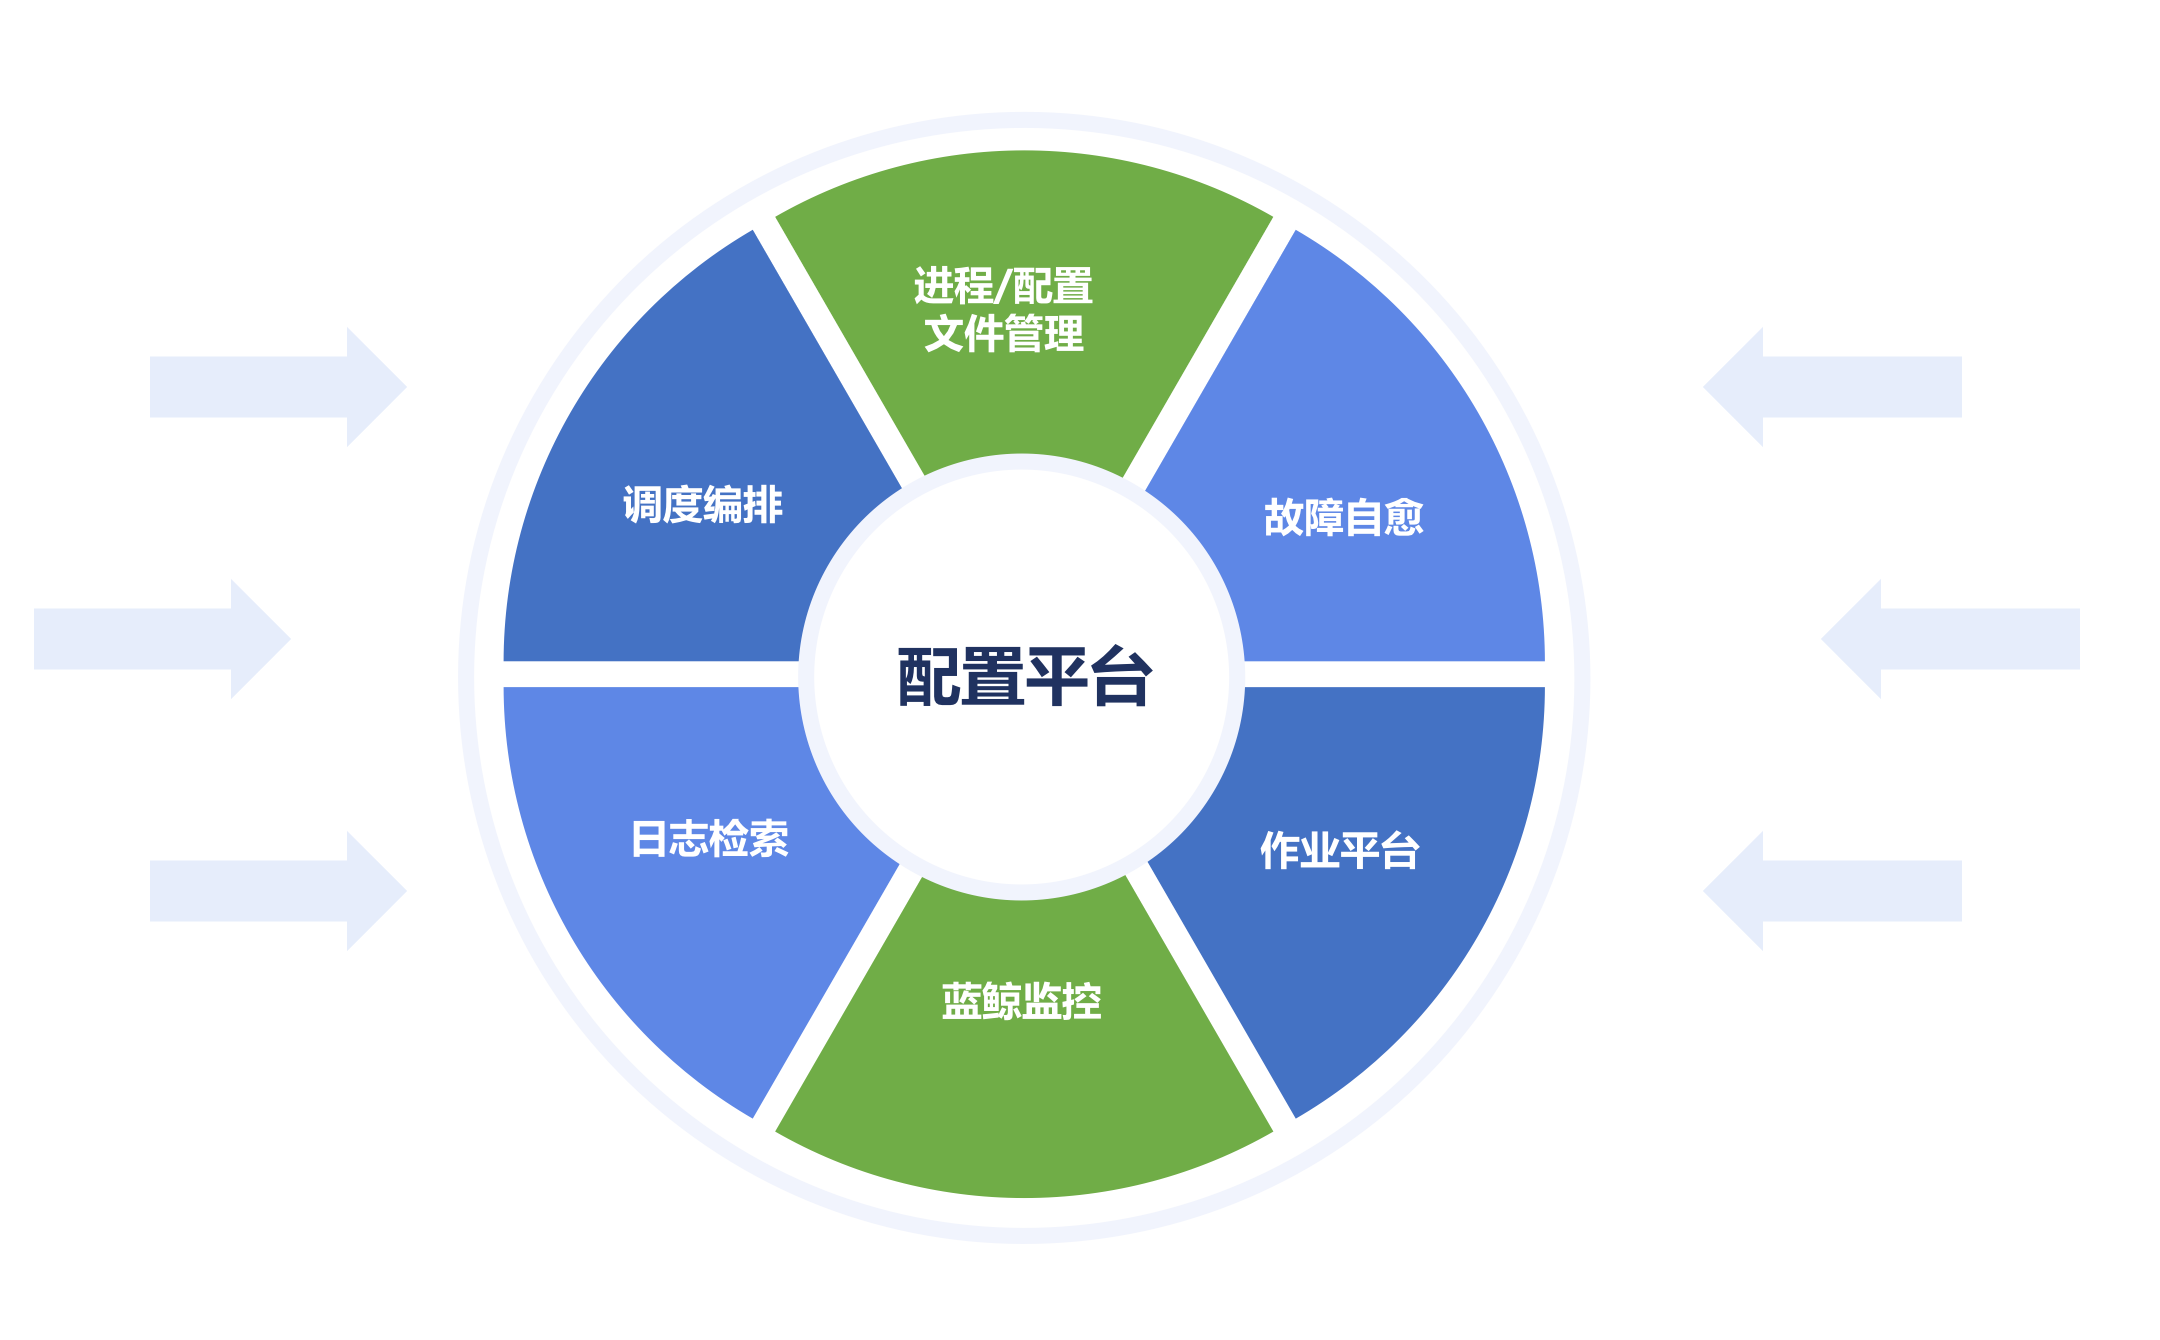 进程/配置
文件管理
调度编排
故障自愈
配置平台
日志检索
作业平台
蓝鲸监控